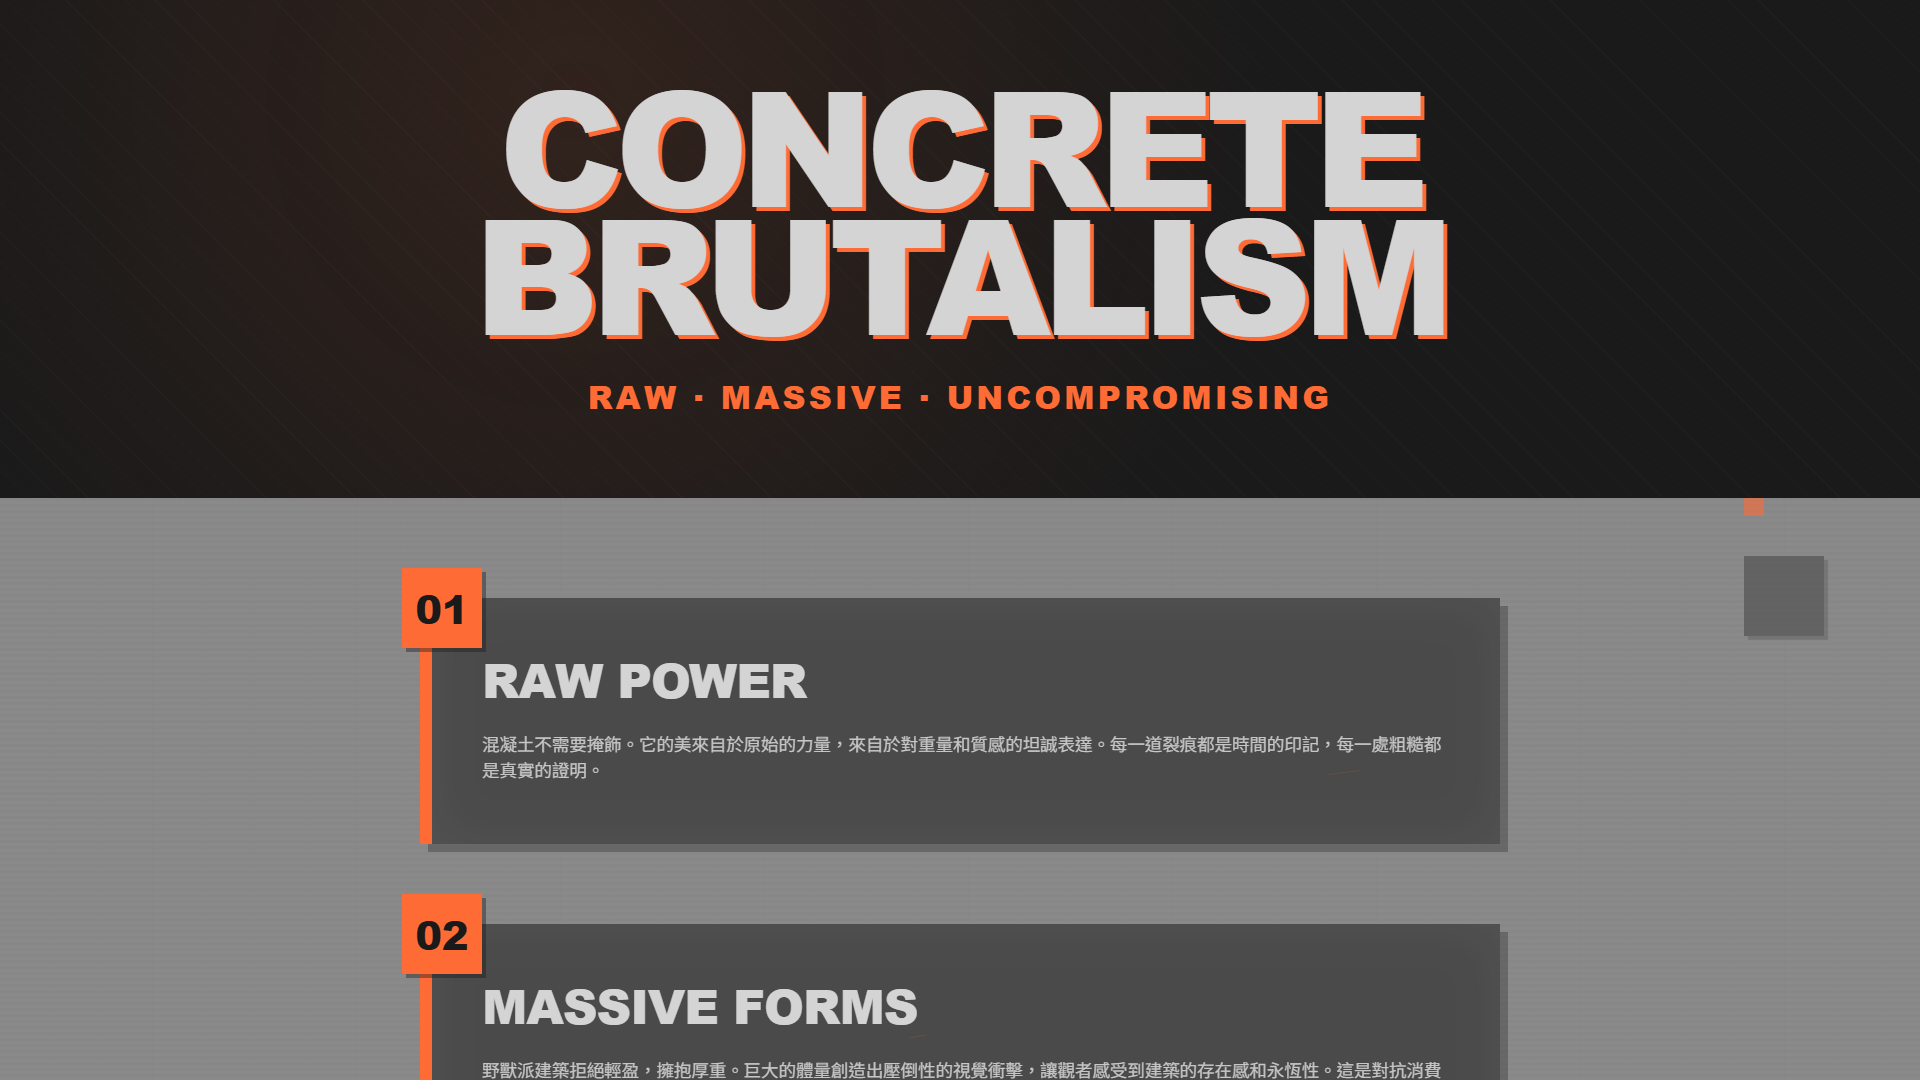 CONCRETE
BRUTALISM
RAW · MASSIVE · UNCOMPROMISING
01
RAW POWER
混凝土不需要掩飾。它的美來自於原始的力量，來自於對重量和質感的坦誠表達。每一道裂痕都是時間的印記，每一處粗糙都
是真實的證明。
02
MASSIVE FORMS
野獸派建築拒絕輕盈，擁抱厚重。巨大的體量創造出壓倒性的視覺衝擊，讓觀者感受到建築的存在感和永恆性。這是對抗消費